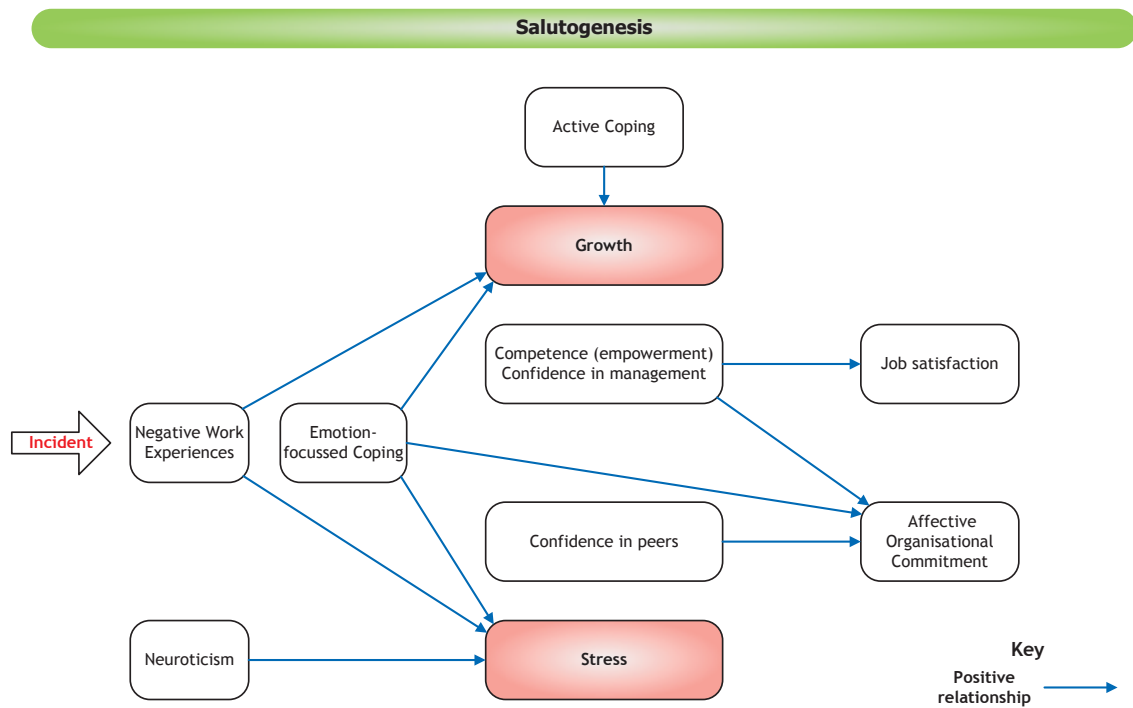 Salutogenesis
Active Coping
Growth
Competence (empowerment)
Confidence in management
Job satisfaction
Incident
Negative Work
Experiences
Emotion-
focussed Coping
Confidence in peers
Affective
Organisational
Commitment
Neuroticism
Stress
Key
Positive
relationship